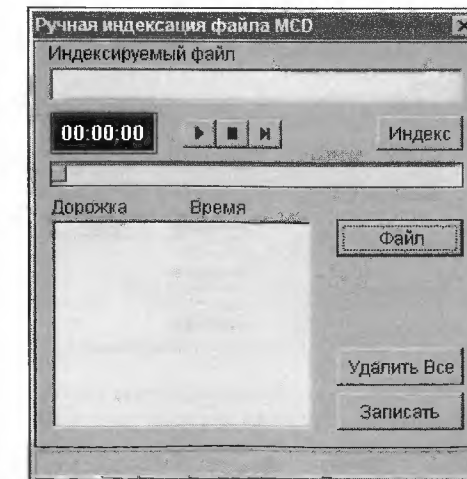 Ручная индексация файла MCD
Индексируемый файл
00:00:00
Индекс
Дорожка Время
Файл
Удалить Все
Записать